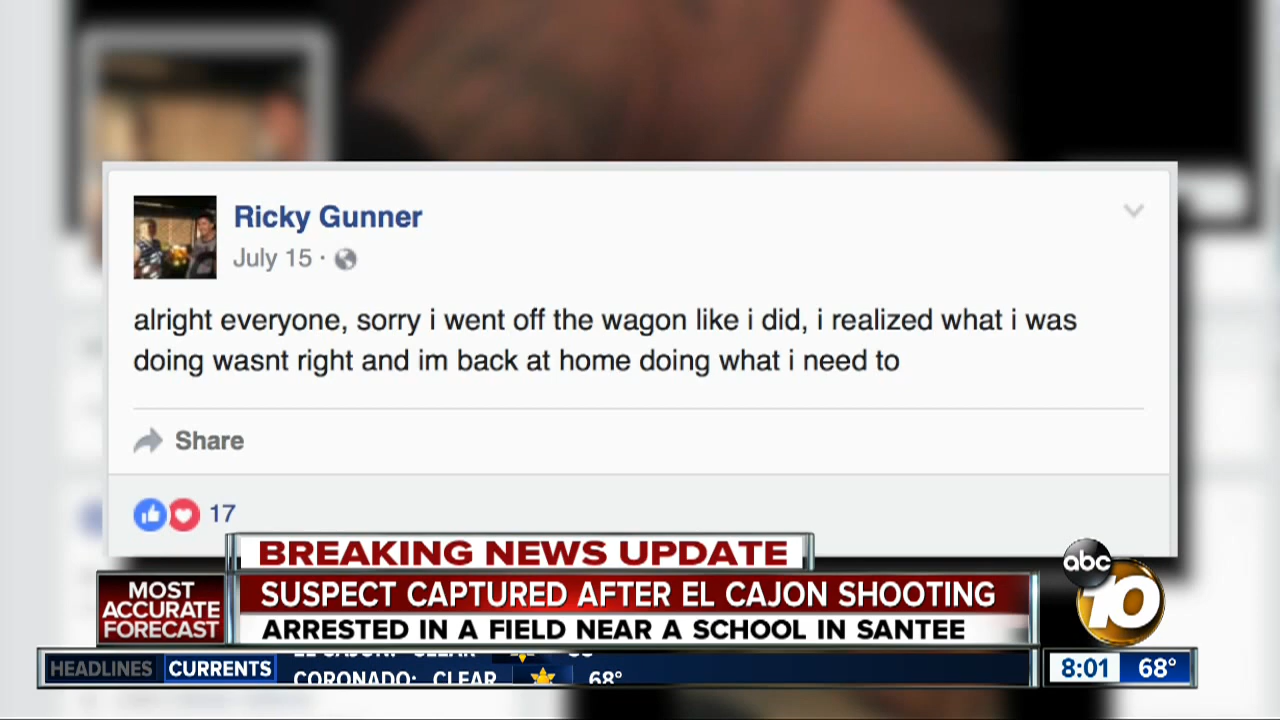 Ricky Gunner
July 15 ·
alright everyone, sorry i went off the wagon like i did, i realized what i was
doing wasnt right and im back at home doing what i need to
Share
17
BREAKING NEWS UPDATE
MOST
ACCURATE
FORECAST
SUSPECT CAPTURED AFTER EL CAJON SHOOTING
ARRESTED IN A FIELD NEAR A SCHOOL IN SANTEE
abc
10
HEADLINES CURRENTS
CORONADO: CLEAR 68°
8:01 68°